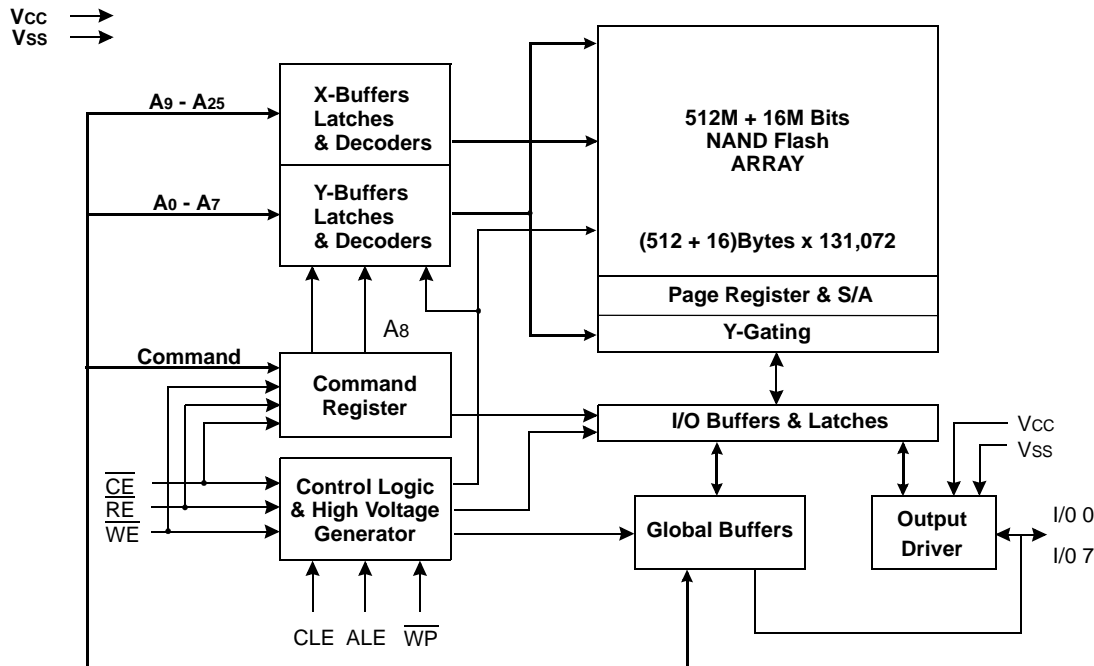 VCC
VSS
A9 - A25
X-Buffers
Latches
& Decoders
A0 - A7
Y-Buffers
Latches
& Decoders
512M + 16M Bits
NAND Flash
ARRAY
(512 + 16)Bytes x 131,072
Page Register & S/A
Y-Gating
A8
Command
Command
Register
I/O Buffers & Latches
VCC
VSS
CE
RE
WE
Control Logic
& High Voltage
Generator
Global Buffers
Output
Driver
I/0 0
I/0 7
CLE
ALE
WP